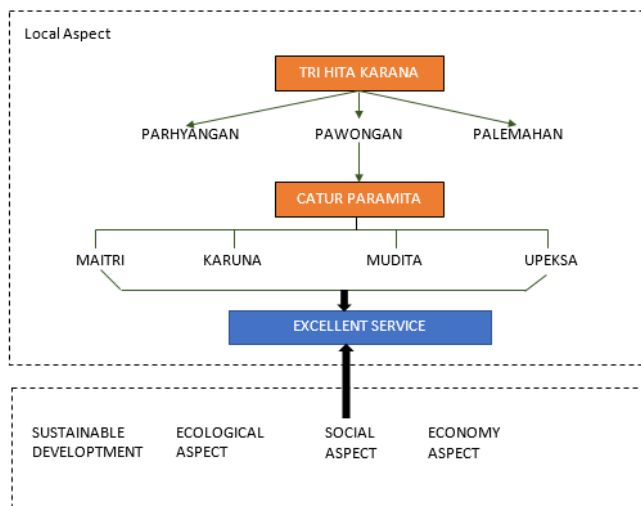 Local Aspect
TRI HITA KARANA
PARHYANGAN PAWONGAN PALEMAHAN
CATUR PARAMITA
MAITRI KARUNA MUDITA UPEKSA
EXCELLENT SERVICE
SUSTAINABLE ECOLOGICAL SOCIAL ECONOMY
DEVELOPTMENT ASPECT ASPECT ASPECT